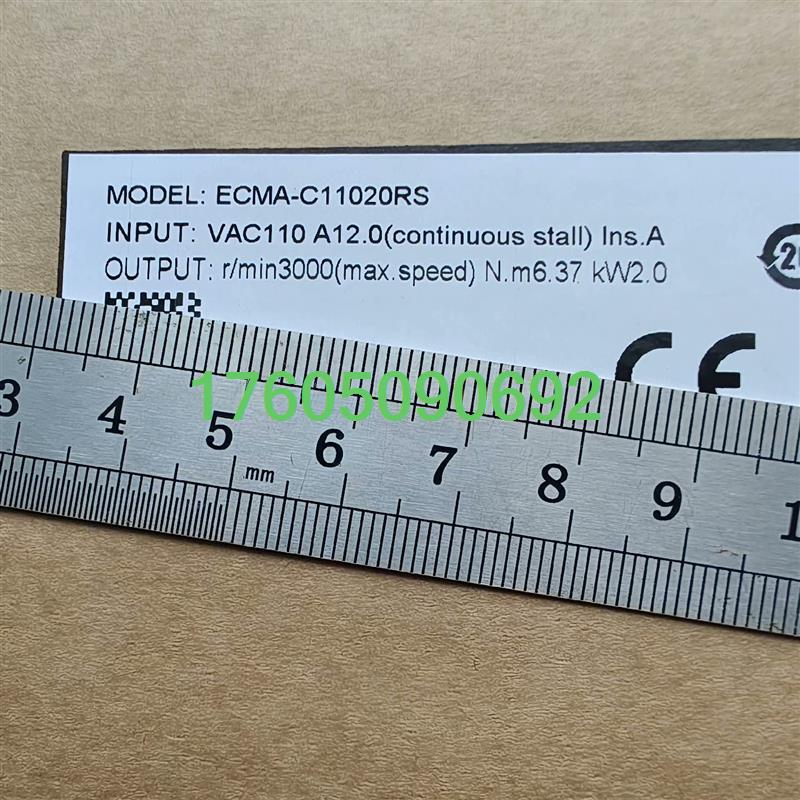 MODEL: ECMA-C11020RS
INPUT: VAC110 A12.0(continuous stall) Ins.A
OUTPUT: r/min3000(max.speed) N.m6.37 kW2.0
CE
17605090692
3 4 5 6 7 8 9 1
mm